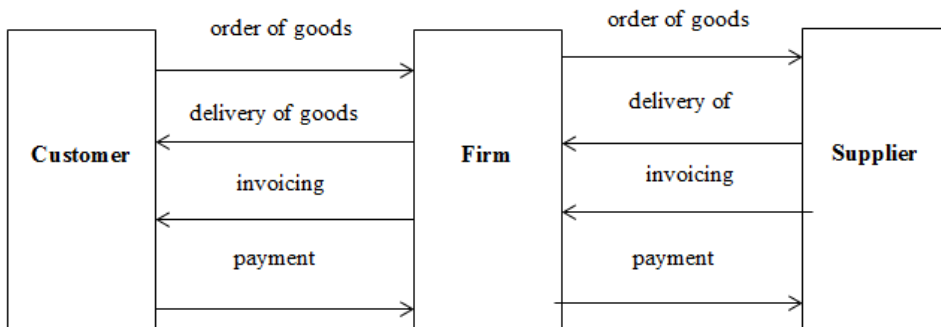 order of goods
order of goods
delivery of goods
delivery of
Customer
Firm
Supplier
invoicing
invoicing
payment
payment